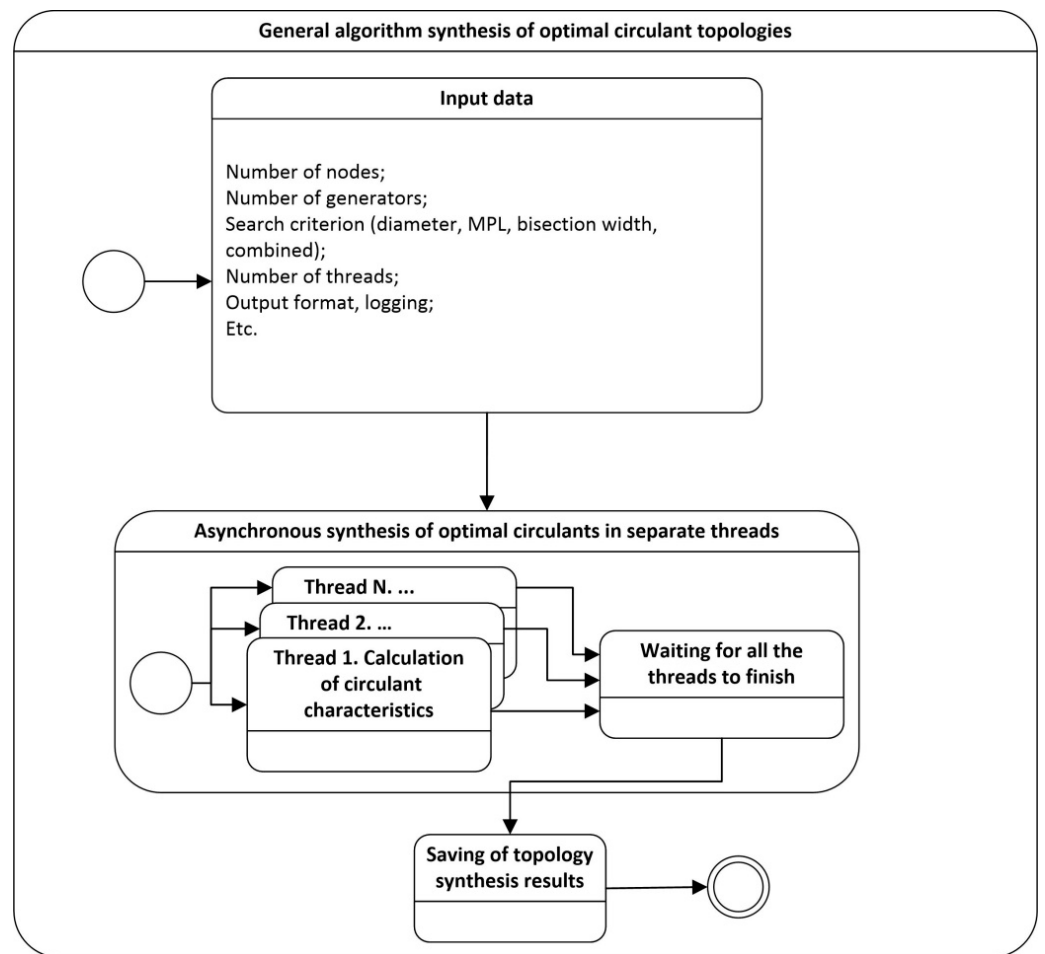 General algorithm synthesis of optimal circulant topologies
Input data
Number of nodes;
Number of generators;
Search criterion (diameter, MPL, bisection width,
combined);
Number of threads;
Output format, logging;
Etc.
Asynchronous synthesis of optimal circulants in separate threads
Thread N. ...
Thread 2. ...
Thread 1. Calculation
of circulant
characteristics
Waiting for all the
threads to finish
Saving of topology
synthesis results